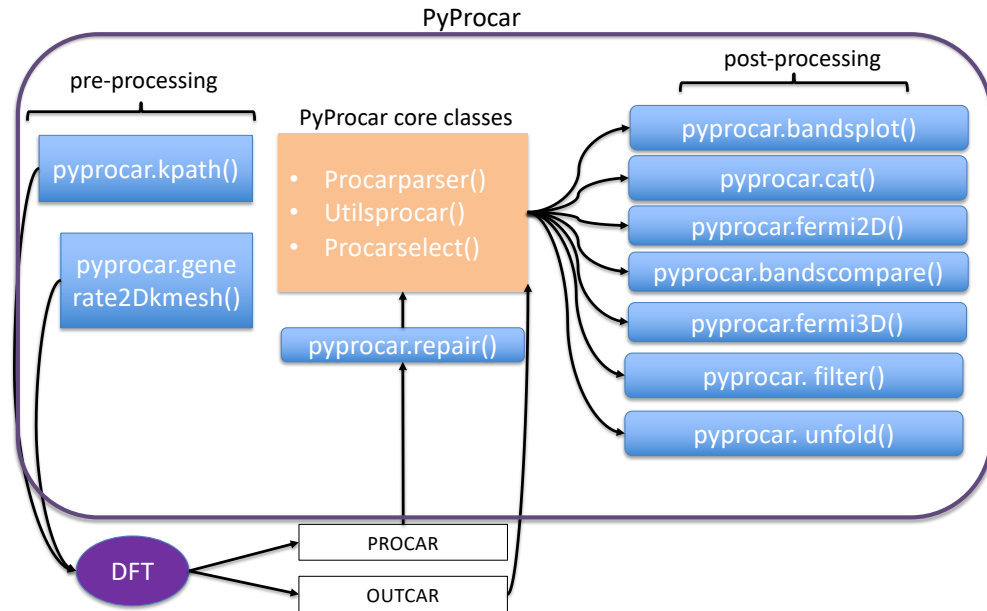 PyProcar
pre-processing
pyprocar.kpath()
pyprocar.gene
rate2Dkmesh()
PyProcar core classes
• Procarparser()
• Utilsprocar()
• Procarselect()
pyprocar.repair()
post-processing
pyprocar.bandsplot()
pyprocar.cat()
pyprocar.fermi2D()
pyprocar.bandscompare()
pyprocar.fermi3D()
pyprocar. filter()
pyprocar. unfold()
DFT
PROCAR
OUTCAR